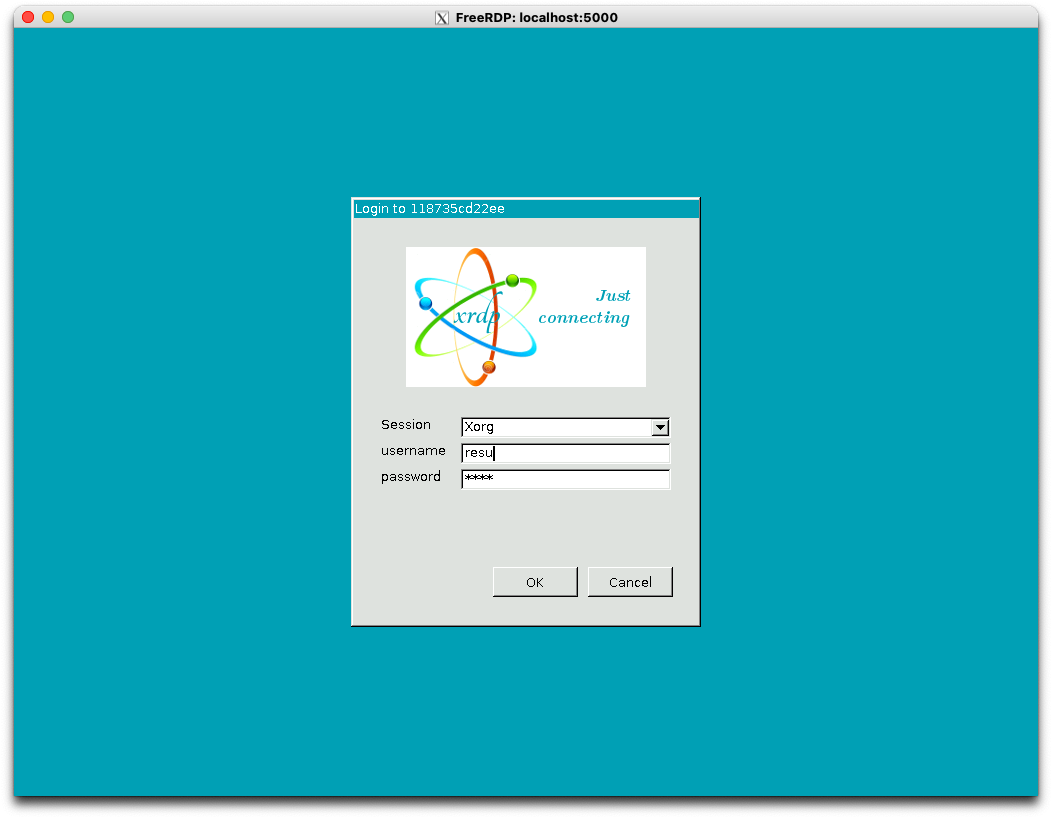 FreeRDP: localhost:5000
Login to 118735cd22ee
xrdp
Just
connecting
Session
Xorg
username
resu
password
****
OK
Cancel